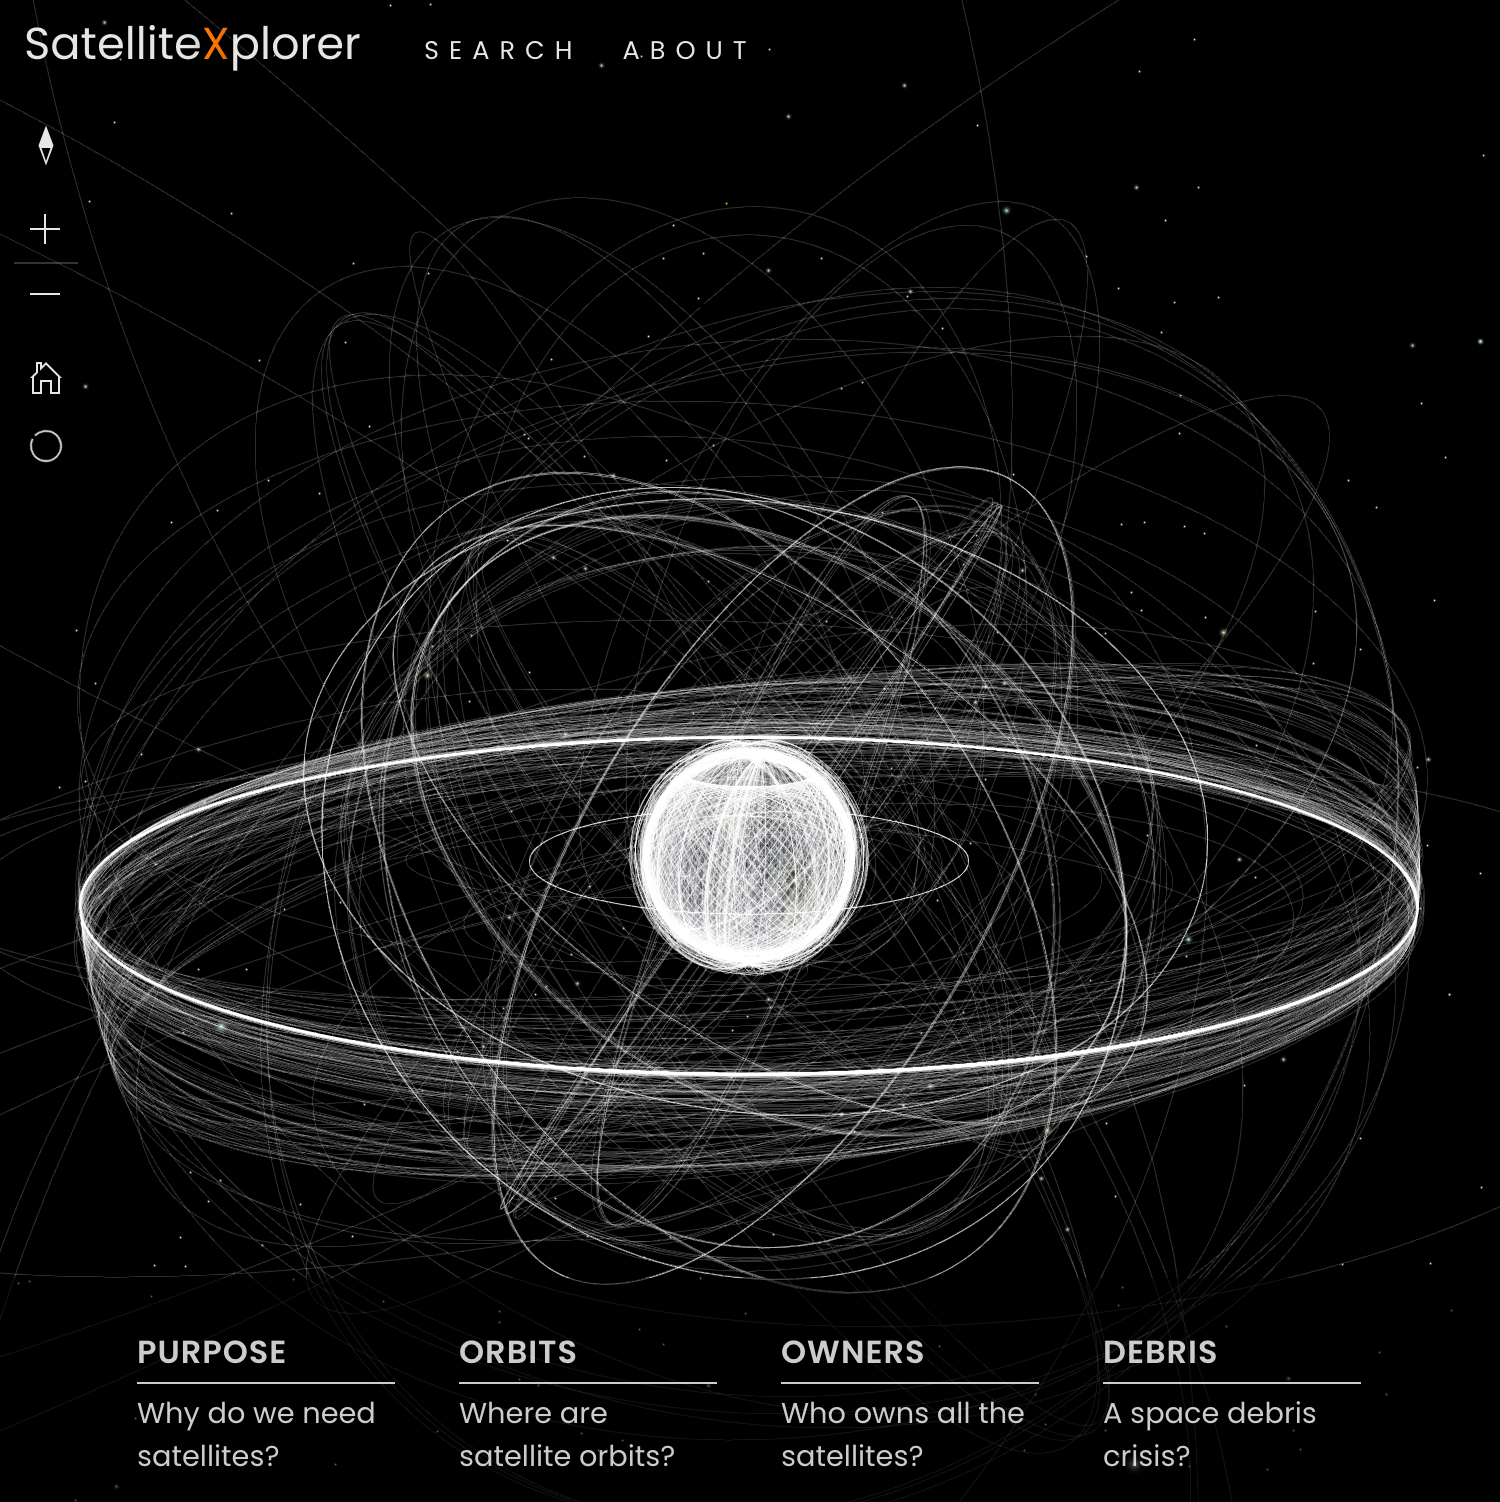 SatelliteXplorer
SEARCH ABOUT
PURPOSE
Why do we need
satellites?
ORBITS
Where are
satellite orbits?
OWNERS
Who owns all the
satellites?
DEBRIS
A space debris
crisis?